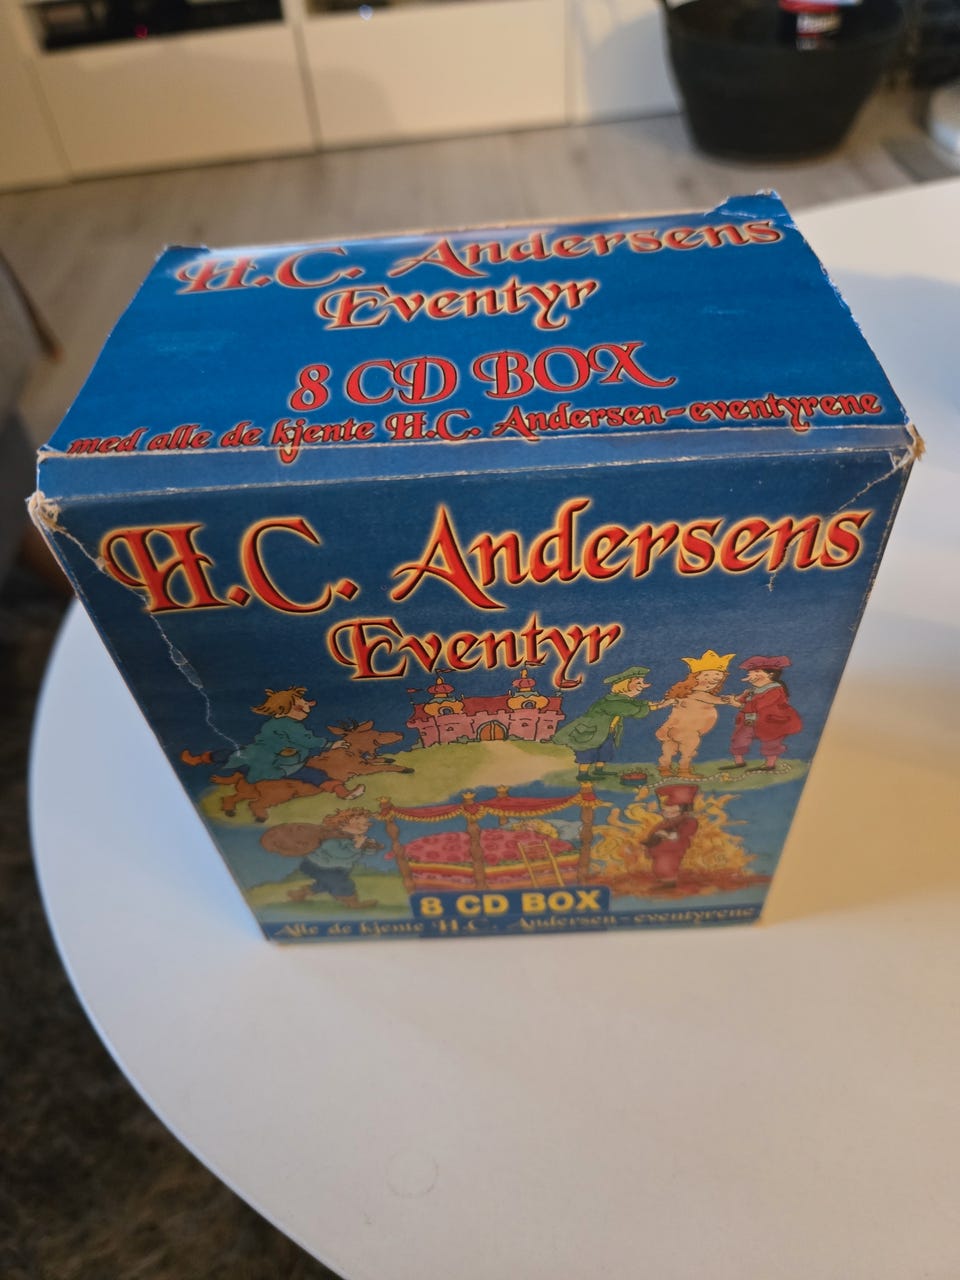 H.C. Andersens
Eventyr
8 CD BOX
med alle de kjente H.C. Andersen-eventyrene
H.C. Andersens
Eventyr
8 CD BOX
Alle de kjente H.C. Andersen-eventyrene